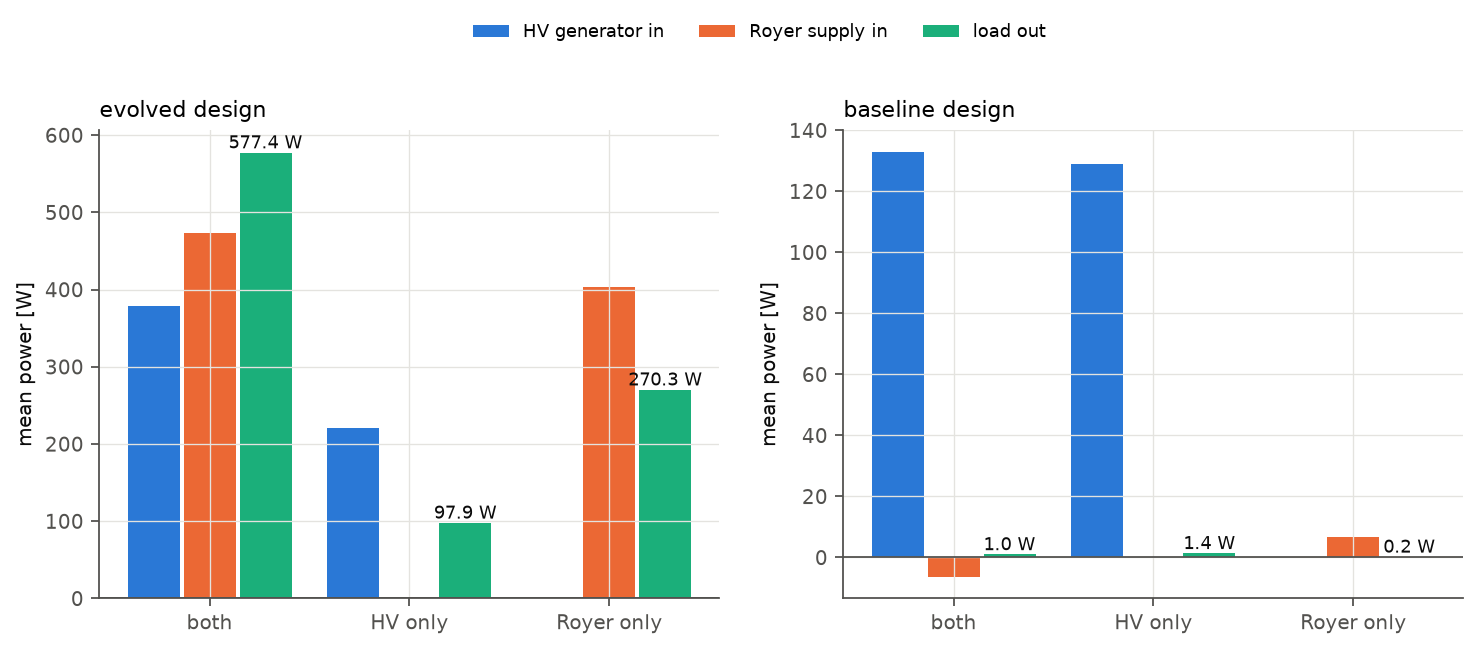 HV generator in
Royer supply in
load out
evolved design
mean power [W]
600
500
400
300
200
100
0
577.4 W
97.9 W
270.3 W
both
HV only
Royer only
baseline design
mean power [W]
140
120
100
80
60
40
20
0
1.0 W
1.4 W
0.2 W
both
HV only
Royer only